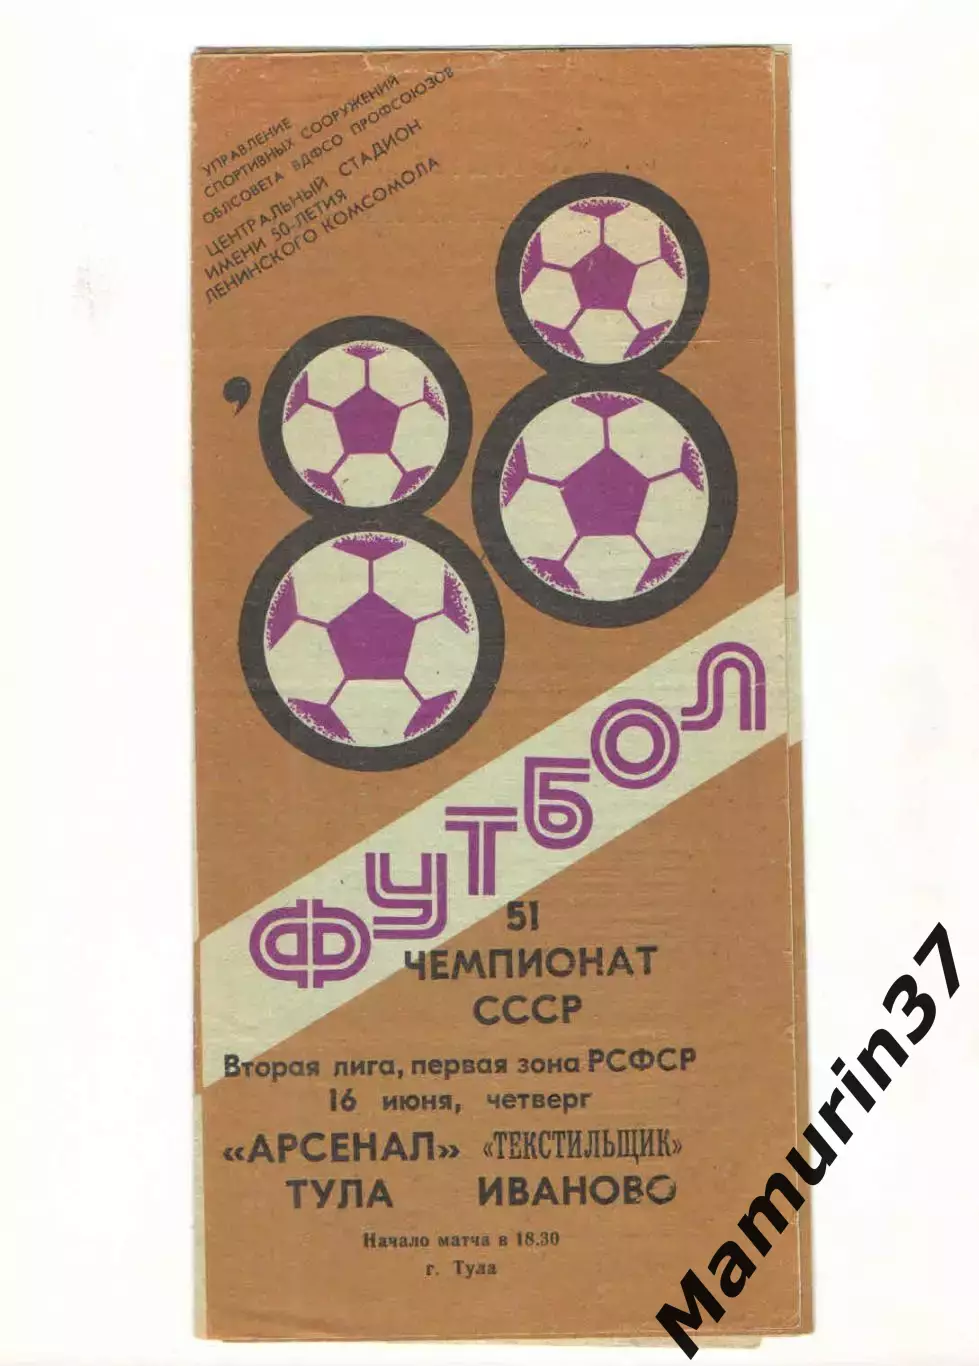 УПРАВЛЕНИЕ
СПОРТИВНЫХ СООРУЖЕНИЙ
ОБЛСОВЕТА ВДФСО ПРОФСОЮЗОВ
ЦЕНТРАЛЬНЫЙ СТАДИОН
ИМЕНИ 50-ЛЕТИЯ
ЛЕНИНСКОГО КОМСОМОЛА
'88
ФУТБОЛ
51
ЧЕМПИОНАТ
СССР
Вторая лига, первая зона РСФСР
16 июня, четверг
«АРСЕНАЛ» «ТЕКСТИЛЬЩИК»
ТУЛА ИВАНОВО
Начало матча в 18.30
г. Тула
Mamurin37